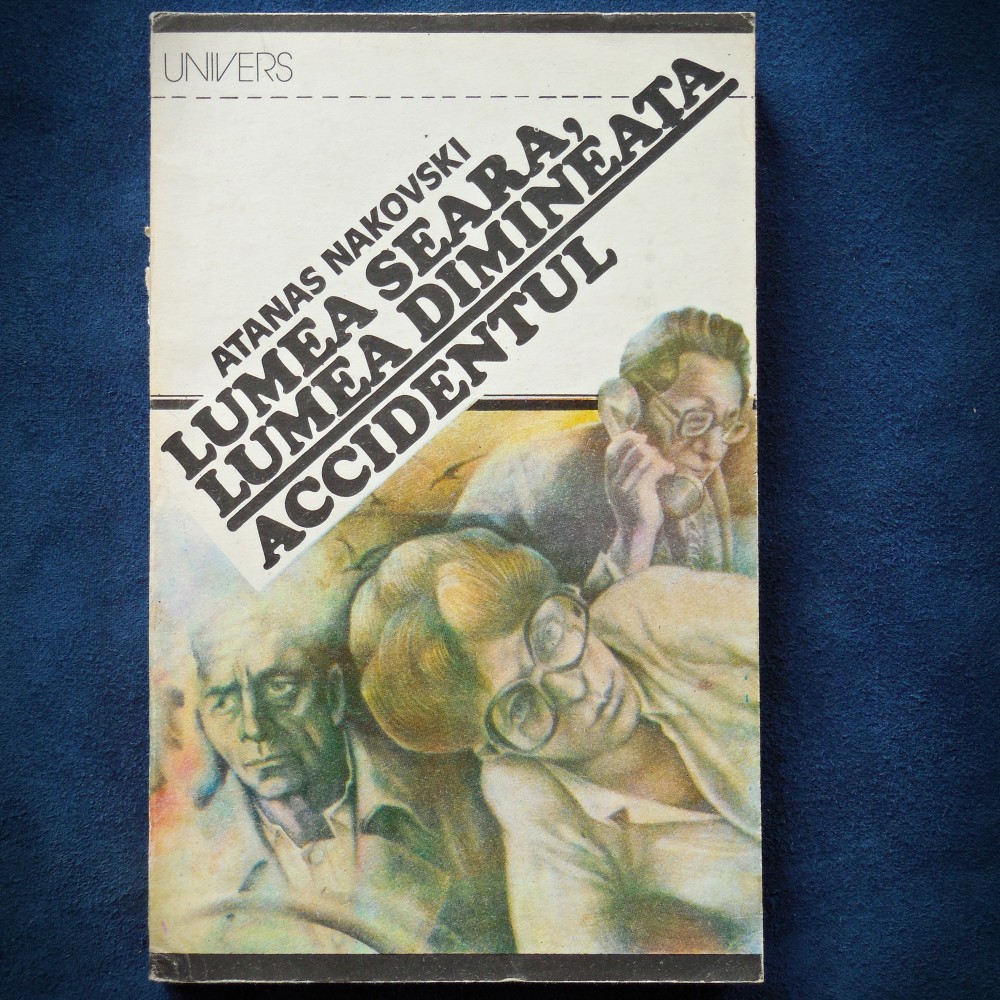 UNIVERS
ATANAS NAKOVSKI
LUMEA SEARA,
LUMEA DIMINEAȚA
ACCIDENTUL